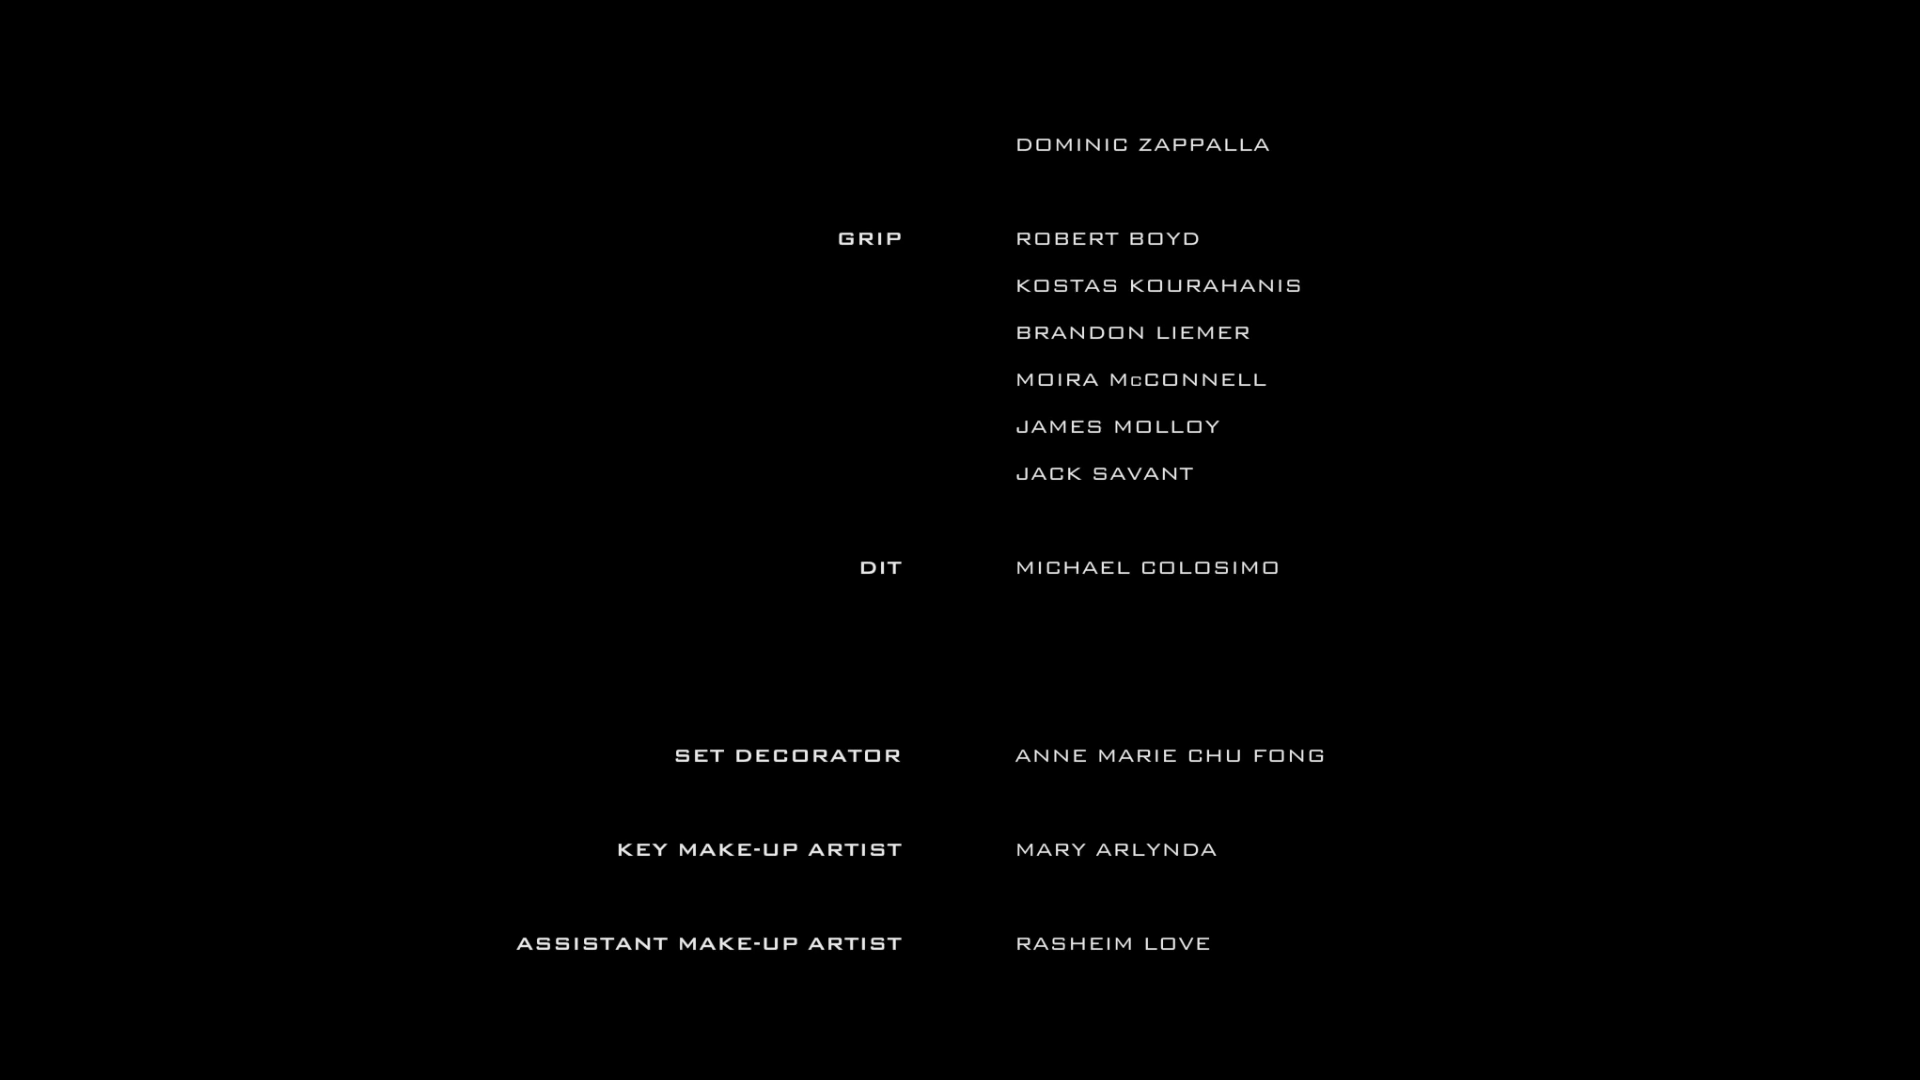 DOMINIC ZAPPALLA
GRIP ROBERT BOYD
KOSTAS KOURAHANIS
BRANDON LIEMER
MOIRA McCONNELL
JAMES MOLLOY
JACK SAVANT
DIT MICHAEL COLOSIMO
SET DECORATOR ANNE MARIE CHU FONG
KEY MAKE-UP ARTIST MARY ARLYNDA
ASSISTANT MAKE-UP ARTIST RASHEIM LOVE